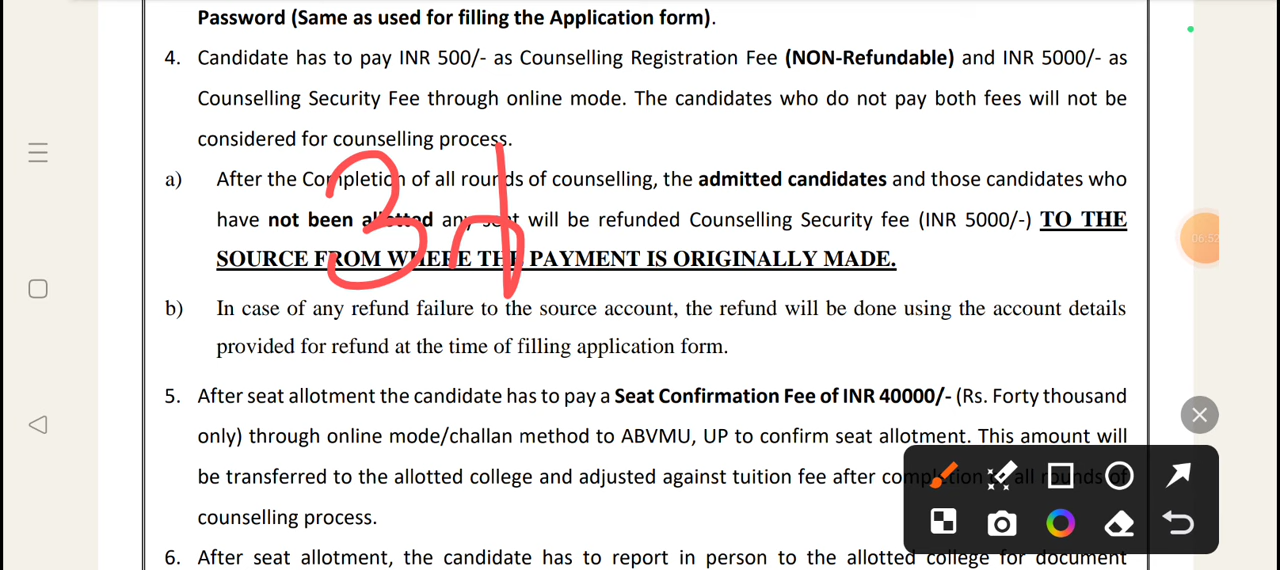 Password (Same as used for filling the Application form).
4. Candidate has to pay INR 500/- as Counselling Registration Fee (NON-Refundable) and INR 5000/- as
Counselling Security Fee through online mode. The candidates who do not pay both fees will not be
considered for counselling process.
a) After the Completion of all rounds of counselling, the admitted candidates and those candidates who
have not been allotted any seat will be refunded Counselling Security fee (INR 5000/-) TO THE
SOURCE FROM WHERE THE PAYMENT IS ORIGINALLY MADE.
3d
b) In case of any refund failure to the source account, the refund will be done using the account details
provided for refund at the time of filling application form.
5. After seat allotment the candidate has to pay a Seat Confirmation Fee of INR 40000/- (Rs. Forty thousand
only) through online mode/challan method to ABVMU, UP to confirm seat allotment. This amount will
be transferred to the allotted college and adjusted against tuition fee after completion of all rounds of
counselling process.
6. After seat allotment, the candidate has to report in person to the allotted college for document
06:52